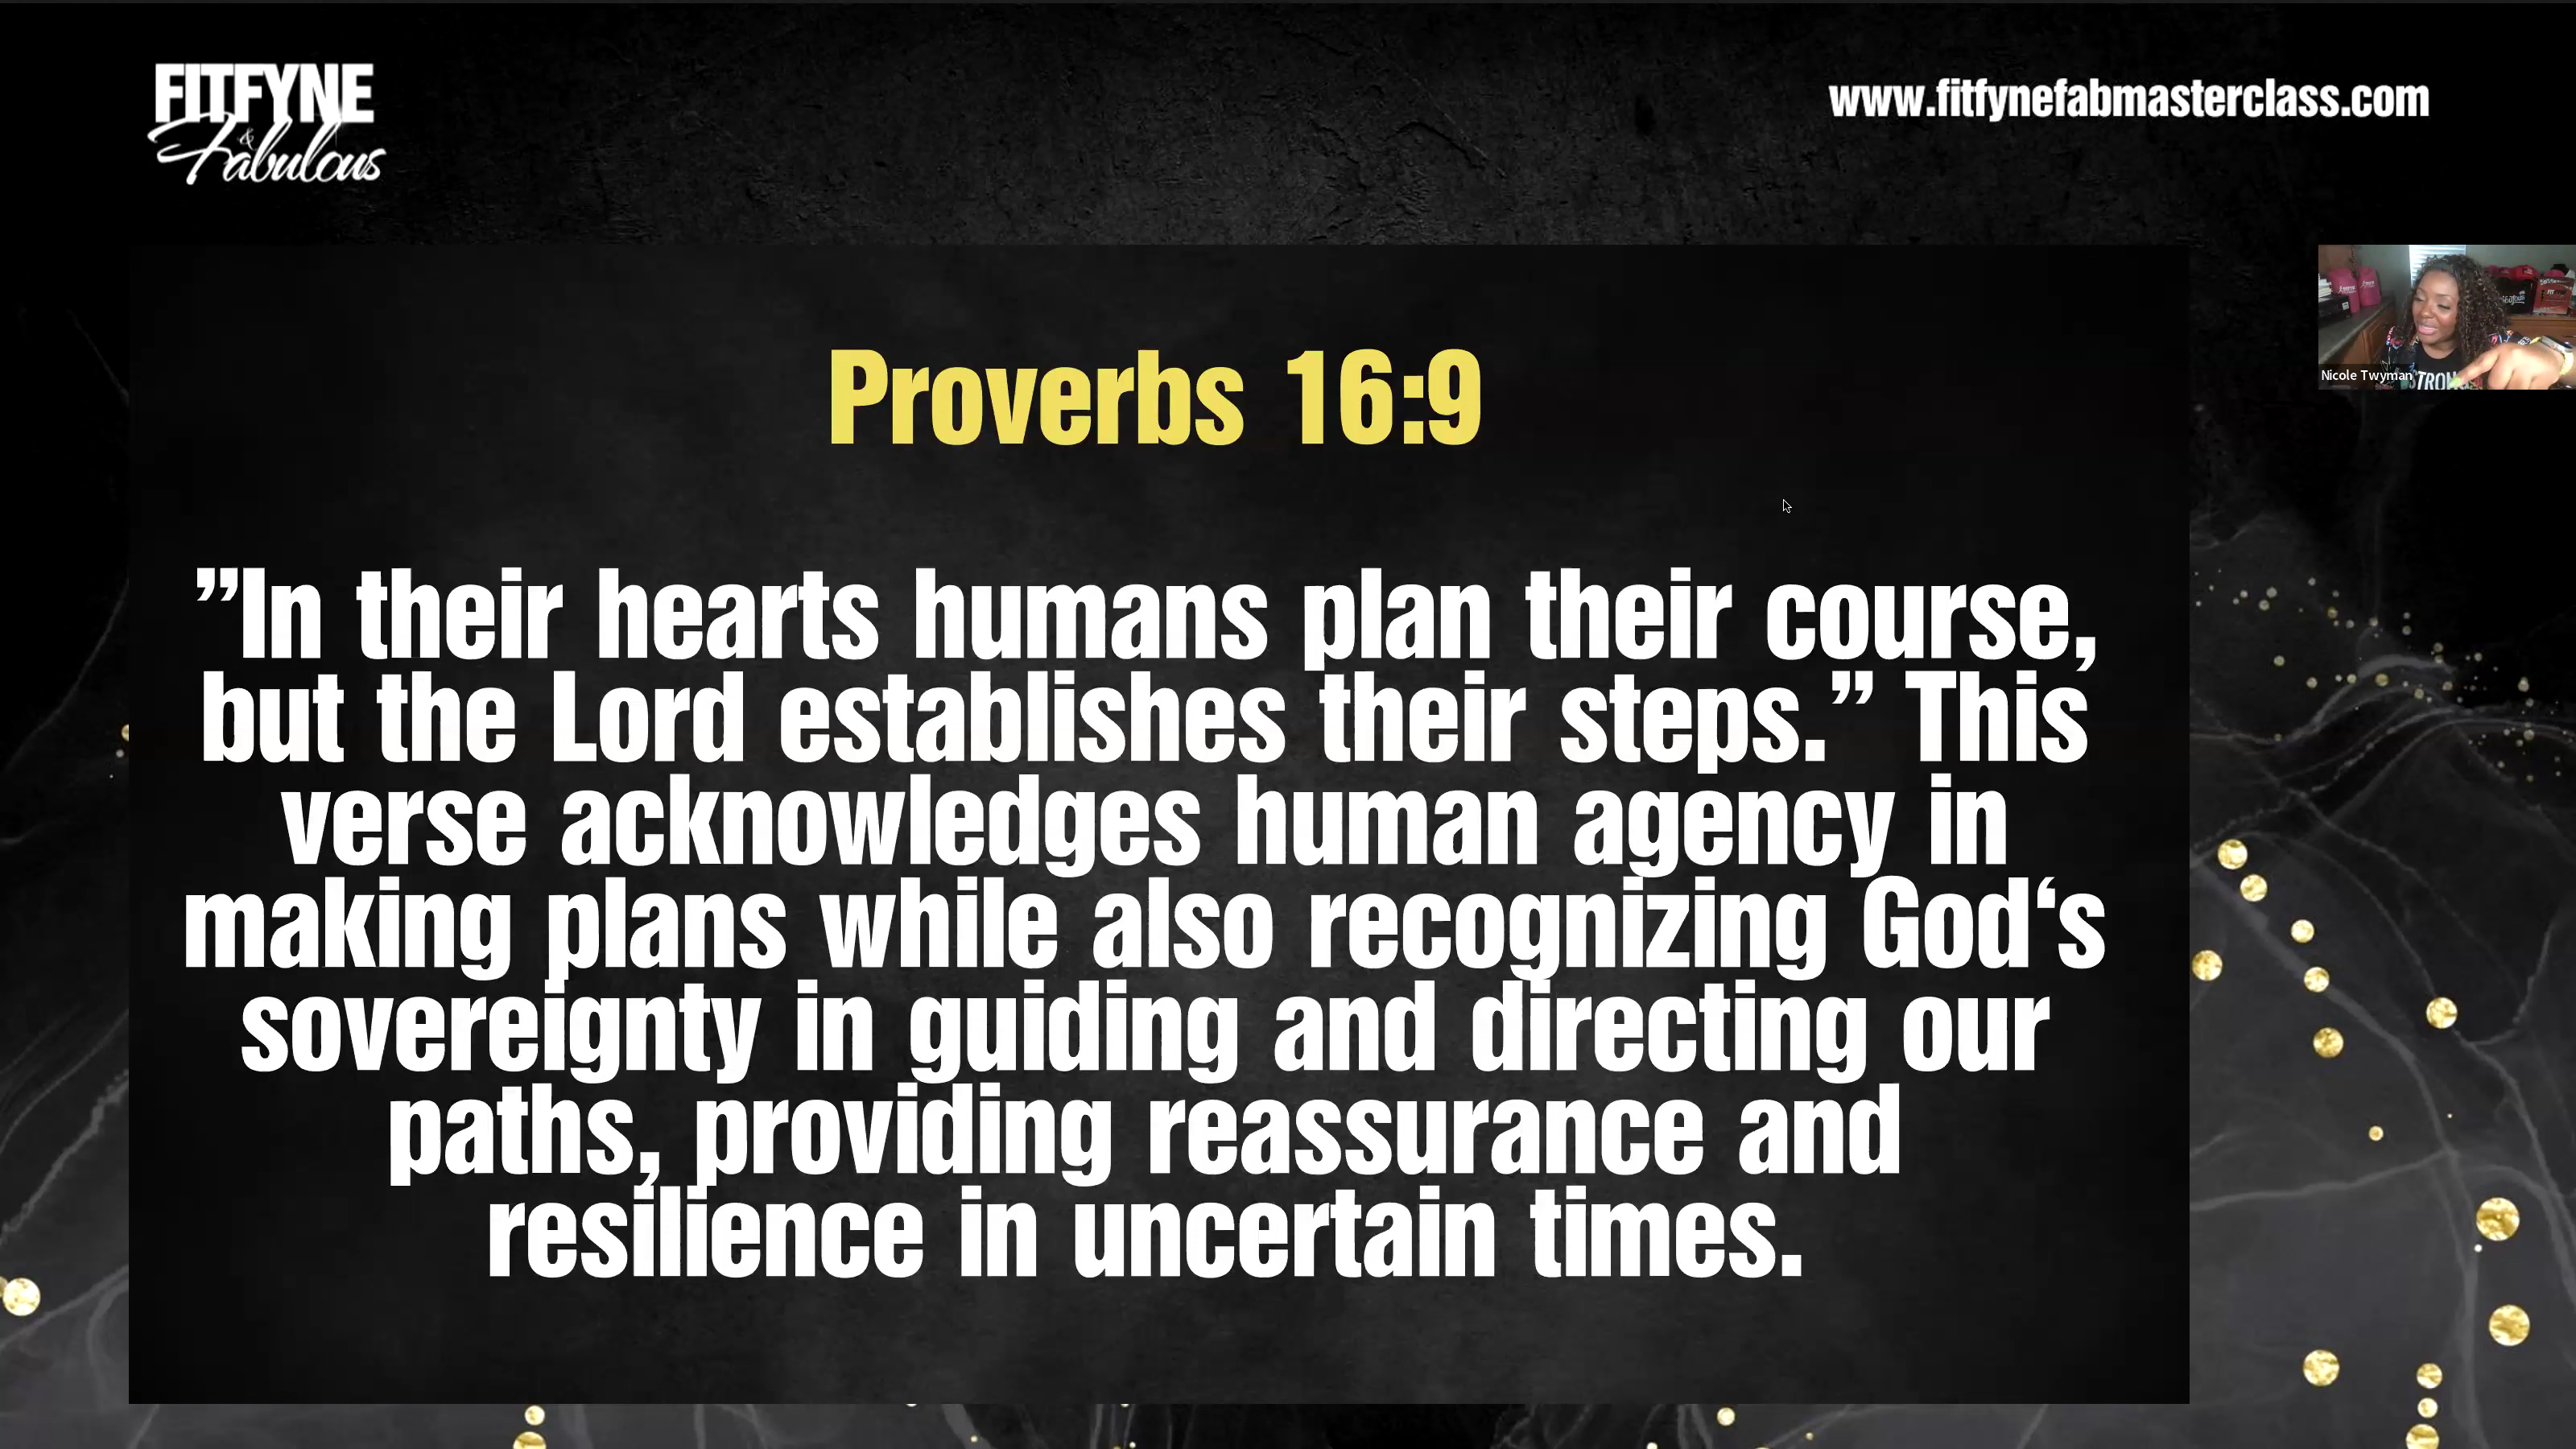 FITFYNE
& Fabulous
www.fitfynefabmasterclass.com
Proverbs 16:9
”In their hearts humans plan their course,
but the Lord establishes their steps.” This
verse acknowledges human agency in
making plans while also recognizing God‘s
sovereignty in guiding and directing our
paths, providing reassurance and
resilience in uncertain times.
Nicole Twyman